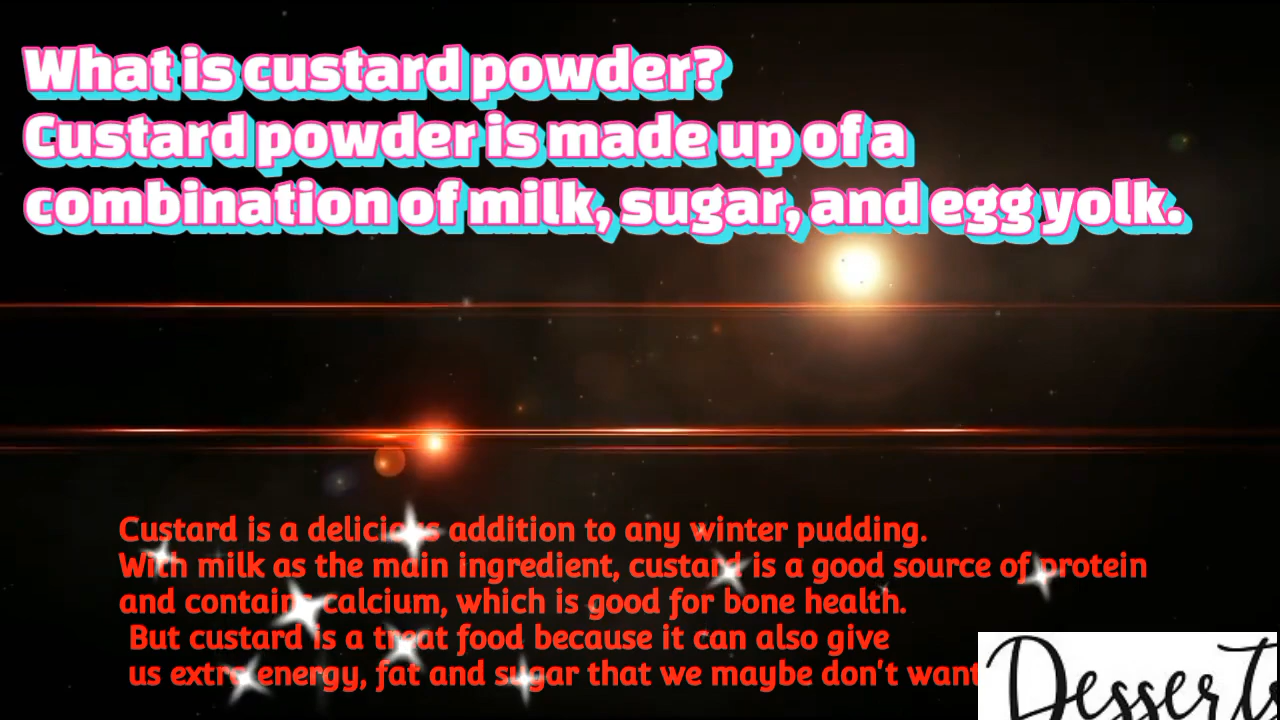 What is custard powder?
Custard powder is made up of a
combination of milk, sugar, and egg yolk.
Custard is a delicious addition to any winter pudding.
With milk as the main ingredient, custard is a good source of protein
and contains calcium, which is good for bone health.
But custard is a treat food because it can also give
us extra energy, fat and sugar that we maybe don't want
Desserts